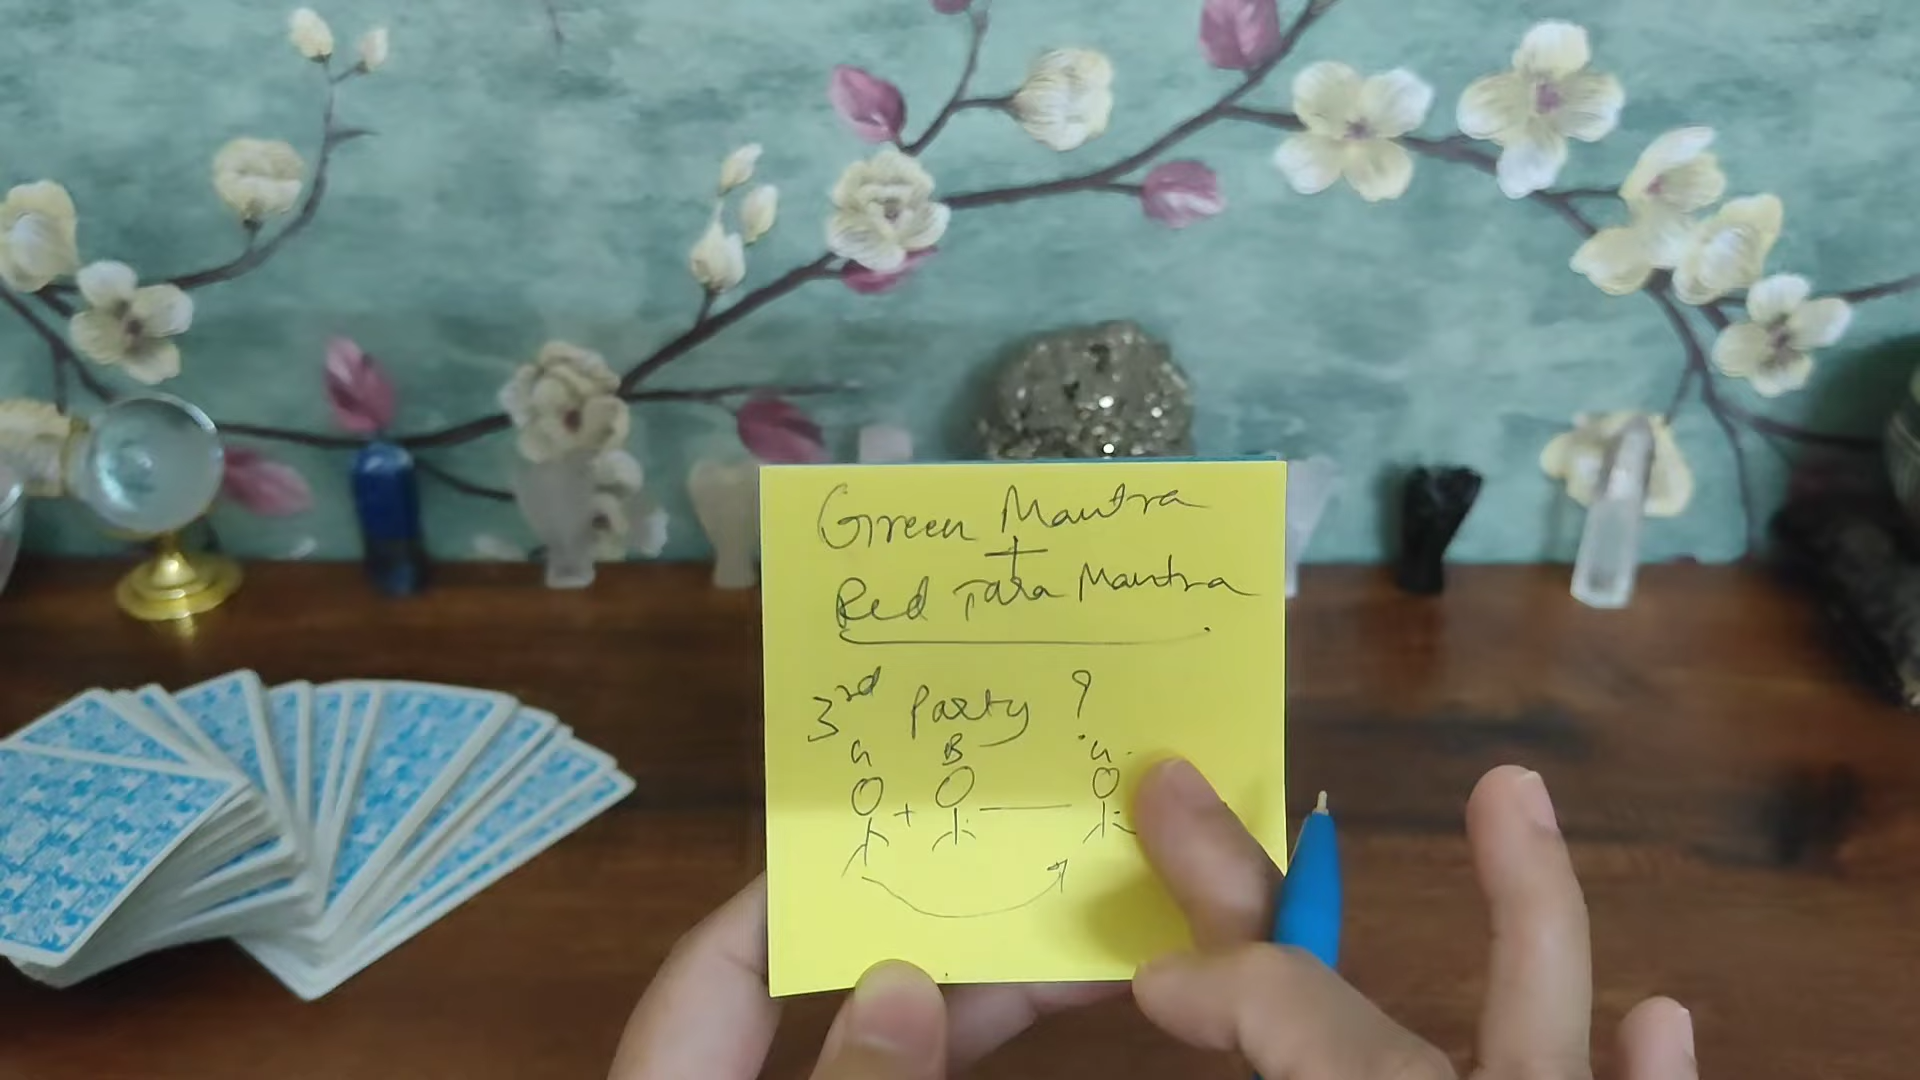 Green Mantra
+
Red Tara Mantra
3rd Party ?
G B G
+